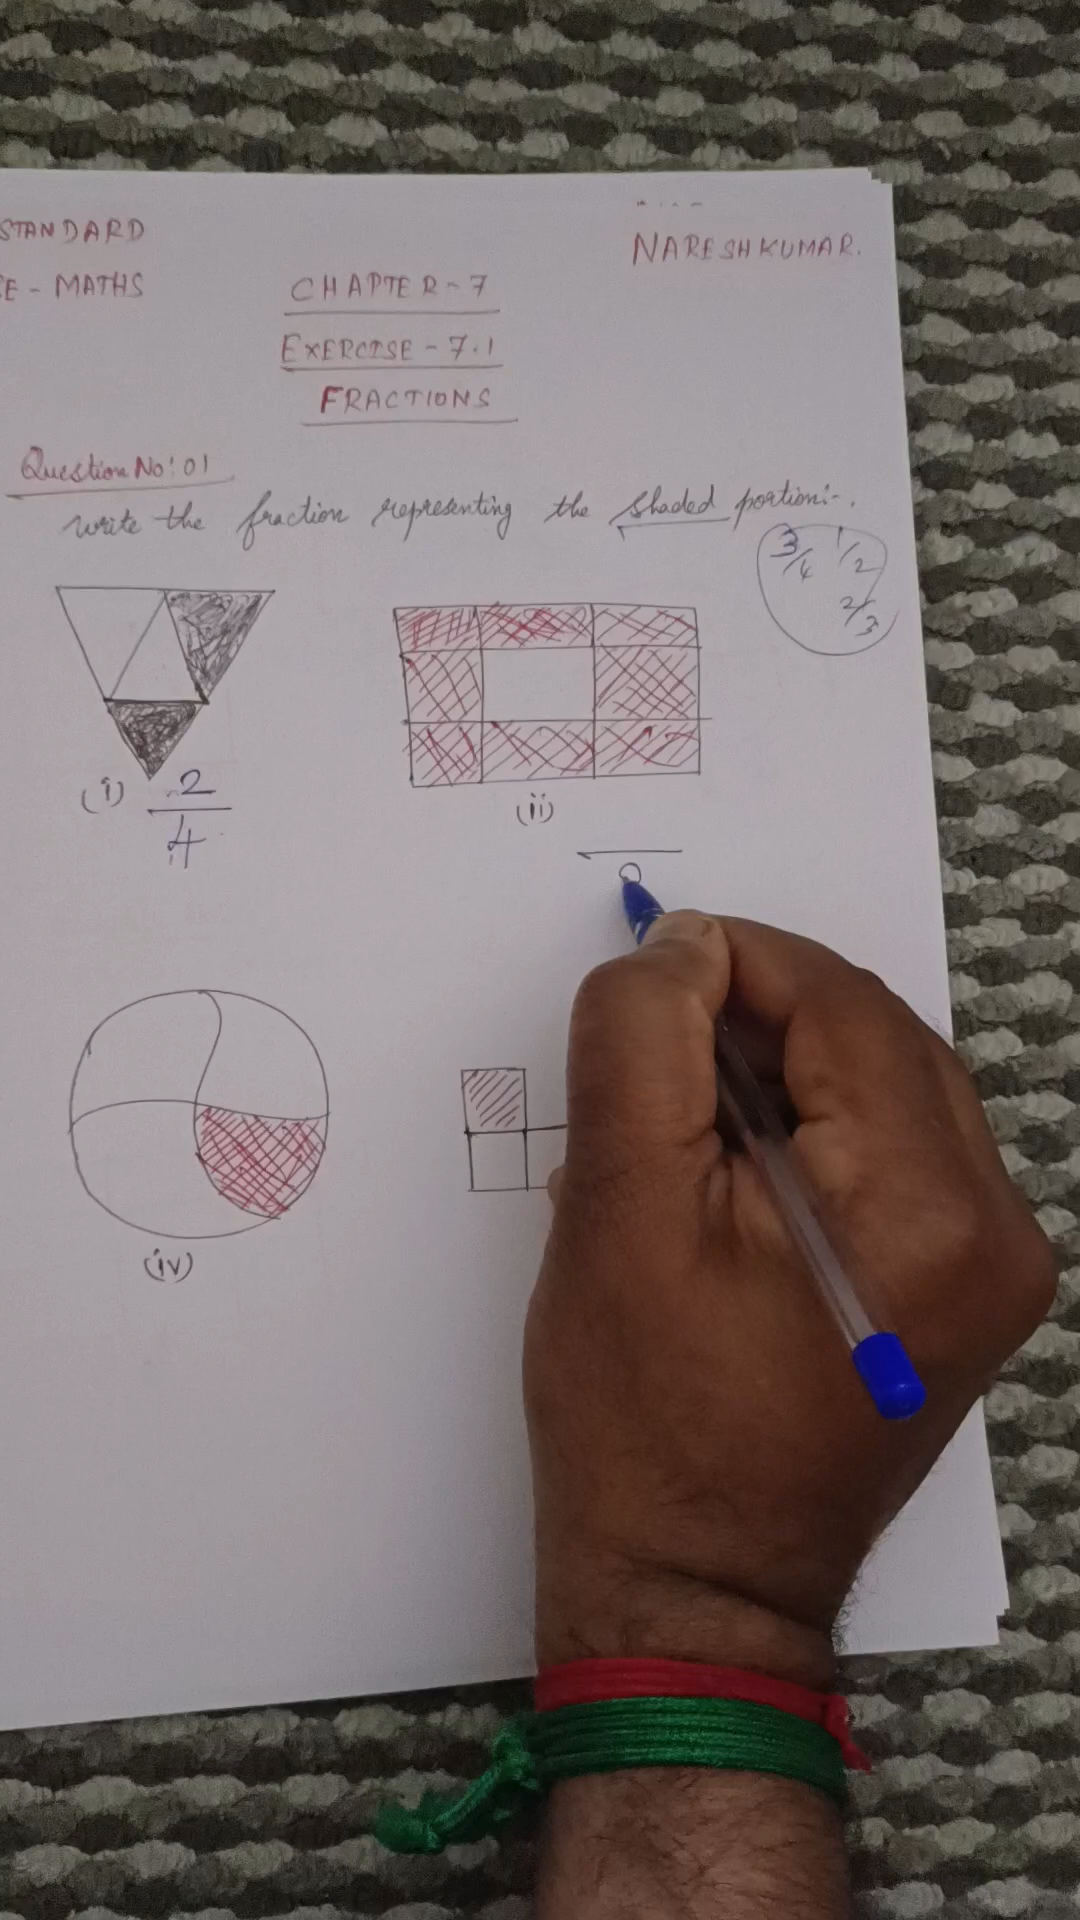 STANDARD
NARESHKUMAR.
E - MATHS
CHAPTER - 7
EXERCISE - 7.1
FRACTIONS
Question No: 01
write the fraction representing the shaded portion:-.
3/4 1/2
2/3
(i) 2/4
(ii)
(iv)